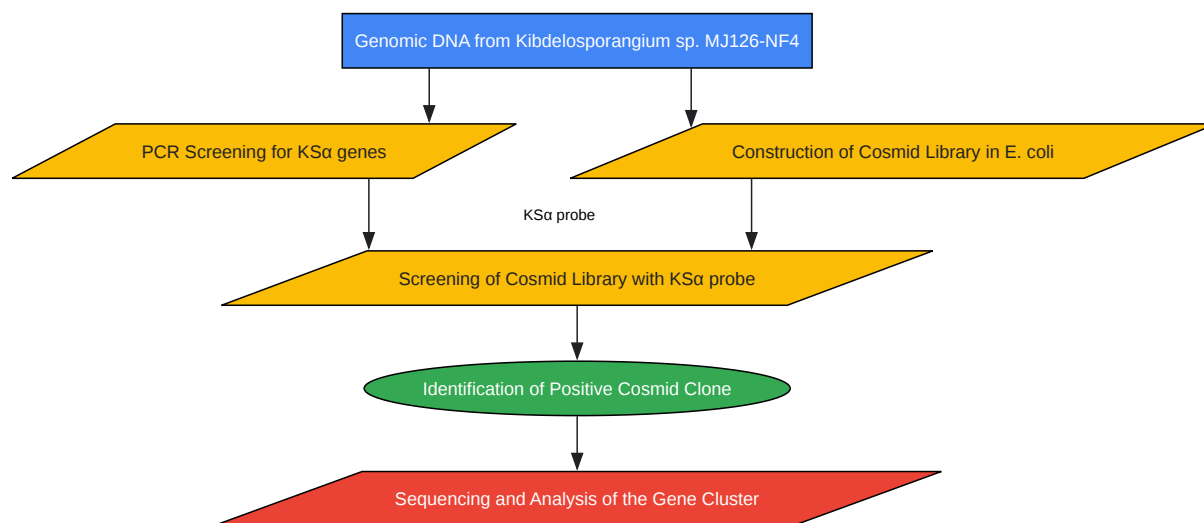 Genomic DNA from Kibdelosporangium sp. MJ126-NF4
PCR Screening for KSα genes
Construction of Cosmid Library in E. coli
KSα probe
Screening of Cosmid Library with KSα probe
Identification of Positive Cosmid Clone
Sequencing and Analysis of the Gene Cluster